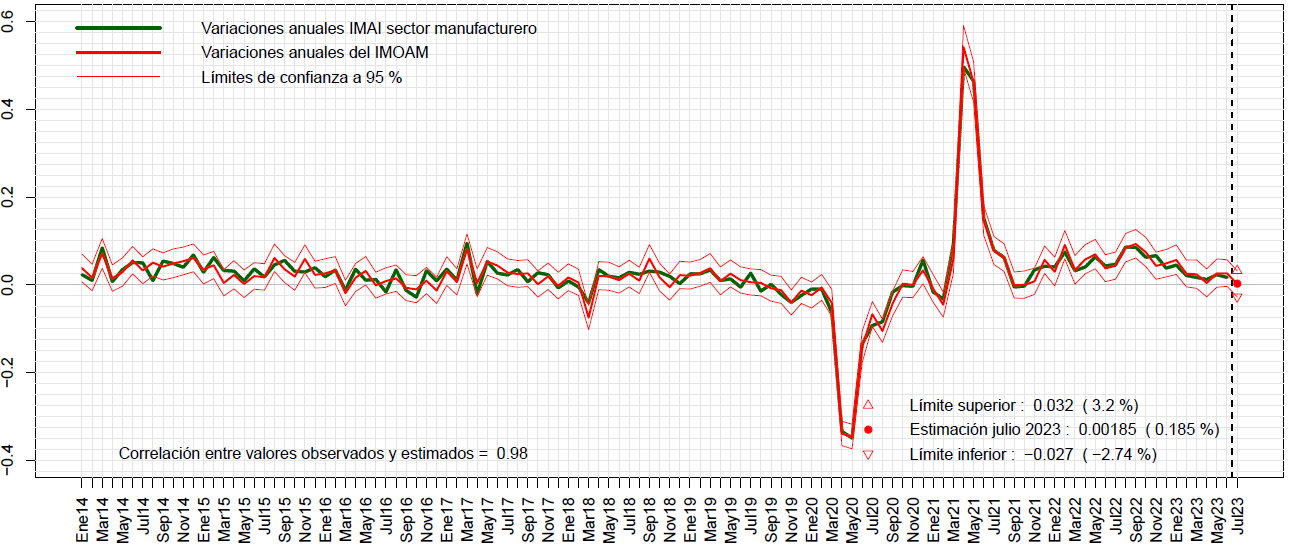 0.6
0.4
0.2
0.0
−0.2
−0.4
Variaciones anuales IMAI sector manufacturero
Variaciones anuales del IMOAM
Límites de confianza a 95 %
Límite superior : 0.032 ( 3.2 %)
Estimación julio 2023 : 0.00185 ( 0.185 %)
Límite inferior : −0.027 ( −2.74 %)
Correlación entre valores observados y estimados = 0.98
Ene14 Mar14 May14 Jul14 Sep14 Nov14 Ene15 Mar15 May15 Jul15 Sep15 Nov15 Ene16 Mar16 May16 Jul16 Sep16 Nov16 Ene17 Mar17 May17 Jul17 Sep17 Nov17 Ene18 Mar18 May18 Jul18 Sep18 Nov18 Ene19 Mar19 May19 Jul19 Sep19 Nov19 Ene20 Mar20 May20 Jul20 Sep20 Nov20 Ene21 Mar21 May21 Jul21 Sep21 Nov21 Ene22 Mar22 May22 Jul22 Sep22 Nov22 Ene23 Mar23 May23 Jul23